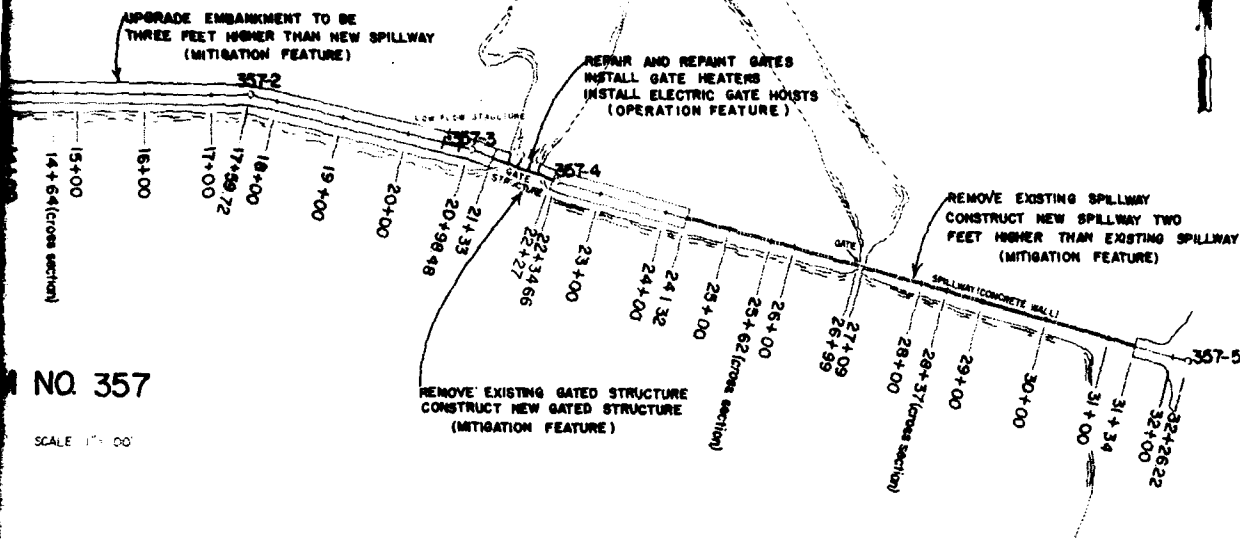 UPGRADE EMBANKMENT TO BE
THREE FEET HIGHER THAN NEW SPILLWAY
(MITIGATION FEATURE)
357-2
REPAIR AND REPAINT GATES
INSTALL GATE HEATERS
INSTALL ELECTRIC GATE HOISTS
(OPERATION FEATURE)
LOW FLOW STRUCTURE
357-3
GATE
STRUCTURE
357-4
REMOVE EXISTING SPILLWAY
CONSTRUCT NEW SPILLWAY TWO
FEET HIGHER THAN EXISTING SPILLWAY
(MITIGATION FEATURE)
GATE
SPILLWAY (CONCRETE WALL)
357-5
14+64(cross section)
15+00
16+00
17+00
17+59.72
18+00
19+00
20+00
20+98.48
21+33
22+27
22+34.66
23+00
24+00
24+32
25+00
25+62(cross section)
26+00
26+99
27+09
28+00
28+37(cross section)
29+00
30+00
31+00
31+34
32+00
32+26.22
REMOVE EXISTING GATED STRUCTURE
CONSTRUCT NEW GATED STRUCTURE
(MITIGATION FEATURE)
NO. 357
SCALE